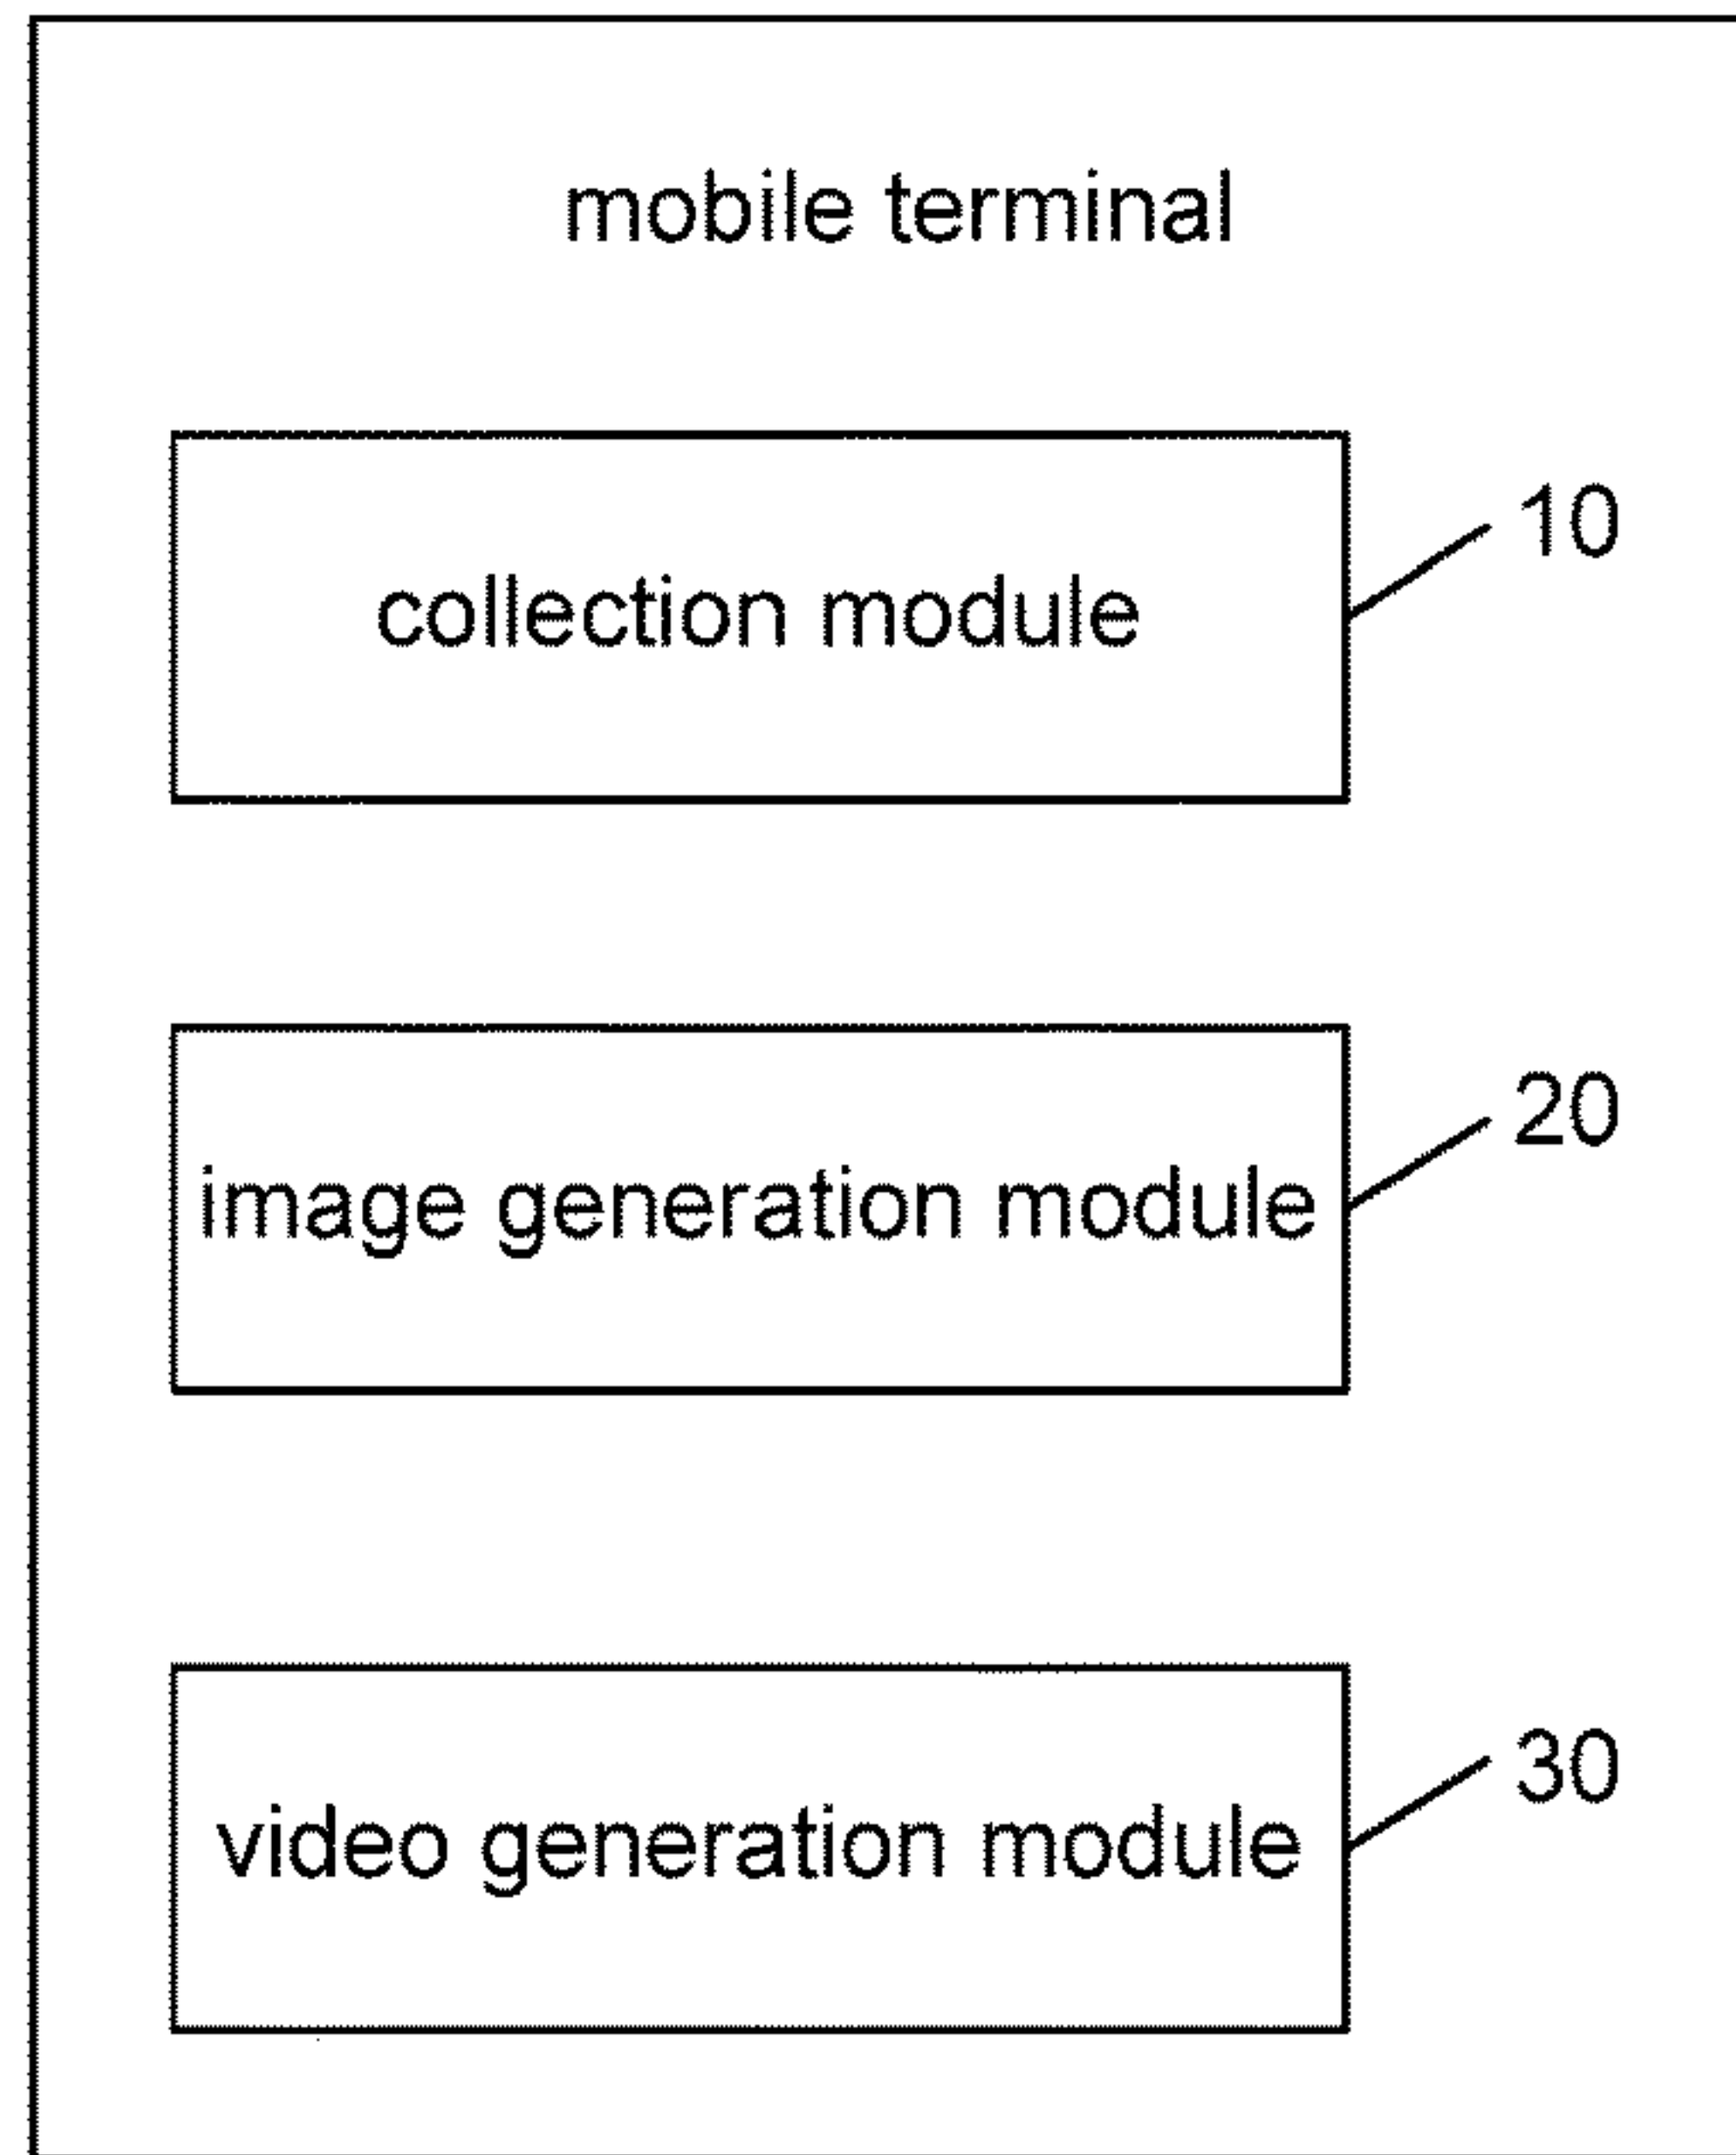 mobile terminal
10
collection module
20
image generation module
30
video generation module